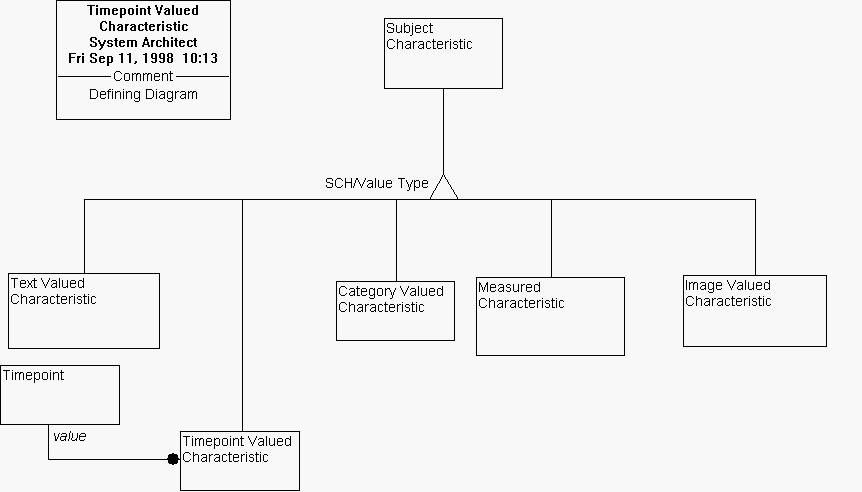 Timepoint Valued
Characteristic
System Architect
Fri Sep 11, 1998  10:13
Comment
Defining Diagram
Subject
Characteristic
SCH/Value Type
Text Valued
Characteristic
Category Valued
Characteristic
Measured
Characteristic
Image Valued
Characteristic
Timepoint
value
Timepoint Valued
Characteristic